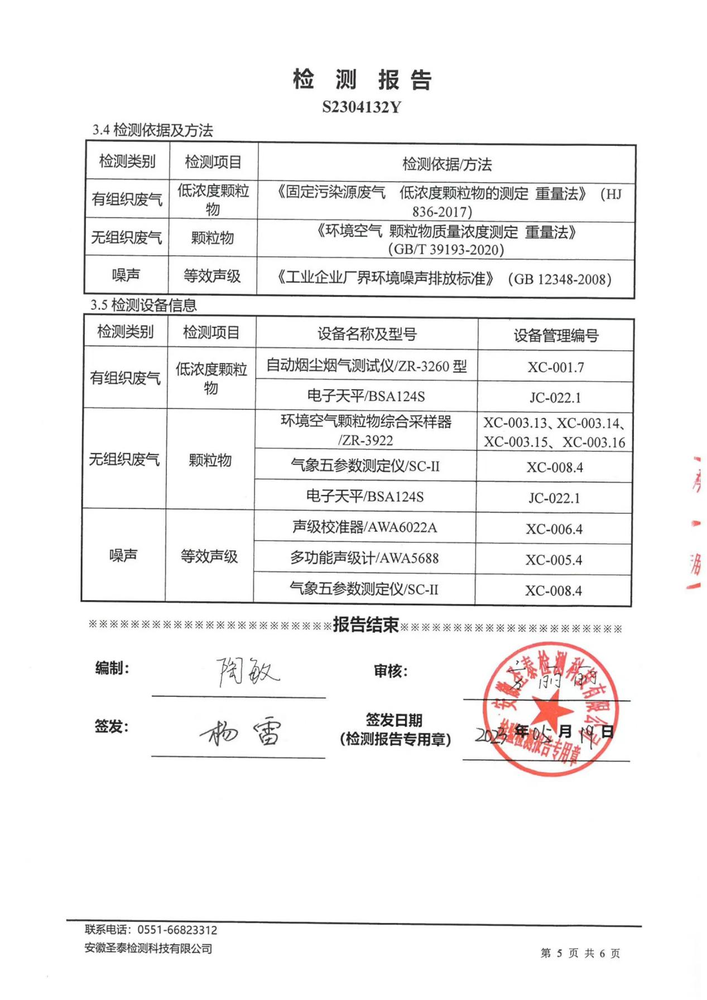 检 测 报 告
S2304132Y
3.4 检测依据及方法
检测类别 检测项目 检测依据/方法
有组织废气 低浓度颗粒物 《固定污染源废气 低浓度颗粒物的测定 重量法》（HJ 836-2017）
无组织废气 颗粒物 《环境空气 颗粒物质量浓度测定 重量法》（GB/T 39193-2020）
噪声 等效声级 《工业企业厂界环境噪声排放标准》（GB 12348-2008）
3.5 检测设备信息
检测类别 检测项目 设备名称及型号 设备管理编号
有组织废气 低浓度颗粒物 自动烟尘烟气测试仪/ZR-3260 型 XC-001.7
电子天平/BSA124S JC-022.1
无组织废气 颗粒物 环境空气颗粒物综合采样器/ZR-3922 XC-003.13、XC-003.14、XC-003.15、XC-003.16
气象五参数测定仪/SC-II XC-008.4
电子天平/BSA124S JC-022.1
噪声 等效声级 声级校准器/AWA6022A XC-006.4
多功能声级计/AWA5688 XC-005.4
气象五参数测定仪/SC-II XC-008.4
※※※※※※※※※※※※※※※※※※※※※※※报告结束※※※※※※※※※※※※※※※※※※※※※
编制： 陶敏 审核：
签发： 杨雷 签发日期
（检测报告专用章） 2023 年 05 月 19 日
安徽圣泰检测科技有限公司
检验检测报告专用章
联系电话：0551-66823312
安徽圣泰检测科技有限公司
第 5 页 共 6 页